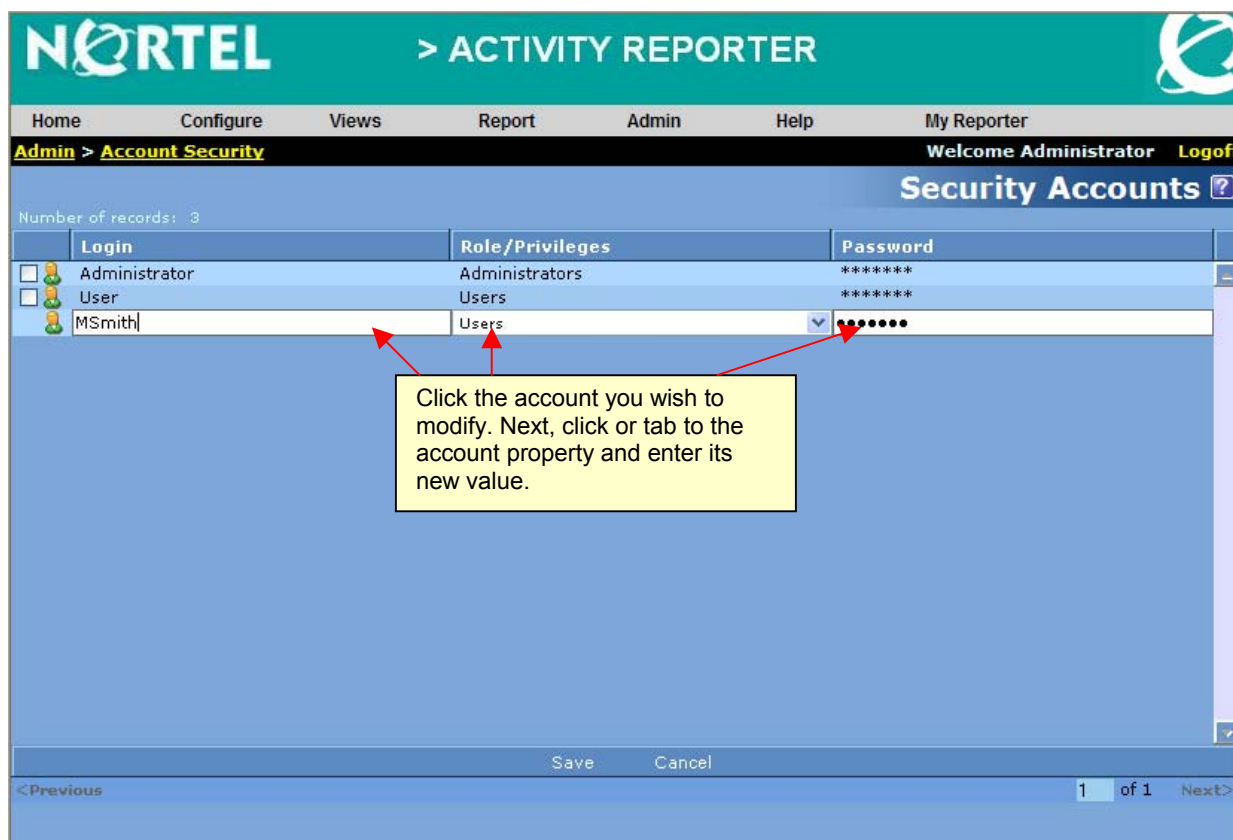 NORTEL > ACTIVITY REPORTER
Home Configure Views Report Admin Help My Reporter
Admin > Account Security Welcome Administrator Logof
Security Accounts ?
Number of records: 3
Login Role/Privileges Password
Administrator Administrators *******
User Users *******
MSmith Users •••••••
Click the account you wish to
modify. Next, click or tab to the
account property and enter its
new value.
Save Cancel
<Previous 1 of 1 Next>